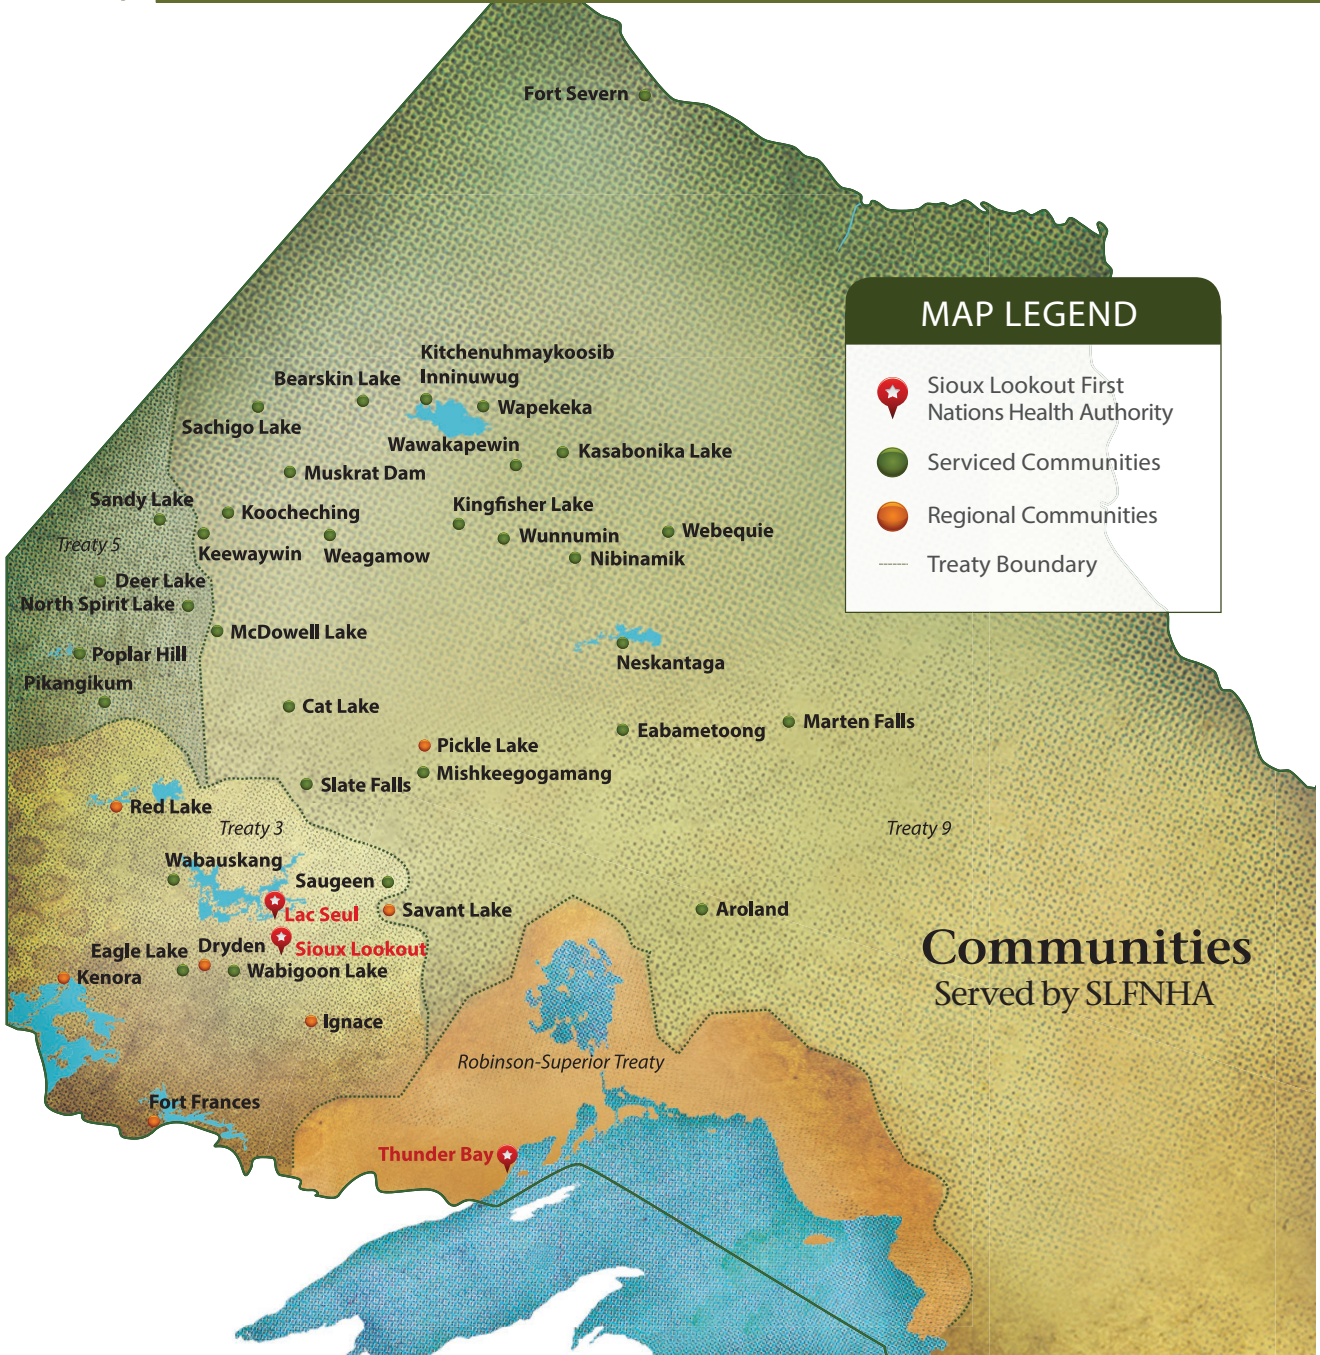 Fort Severn
MAP LEGEND
Sioux Lookout First
Nations Health Authority
Serviced Communities
Regional Communities
Treaty Boundary
Kitchenuhmaykoosib
Inninuwug
Bearskin Lake
Wapekeka
Sachigo Lake
Wawakapewin
Kasabonika Lake
Muskrat Dam
Sandy Lake
Koocheching
Kingfisher Lake
Wunnumin
Webequie
Treaty 5
Keewaywin
Weagamow
Nibinamik
Deer Lake
North Spirit Lake
McDowell Lake
Poplar Hill
Neskantaga
Pikangikum
Cat Lake
Eabametoong
Marten Falls
Pickle Lake
Mishkeegogamang
Slate Falls
Red Lake
Treaty 3
Treaty 9
Wabauskang
Saugeen
Lac Seul
Savant Lake
Aroland
Eagle Lake
Dryden
Sioux Lookout
Kenora
Wabigoon Lake
Communities
Served by SLFNHA
Ignace
Robinson-Superior Treaty
Fort Frances
Thunder Bay